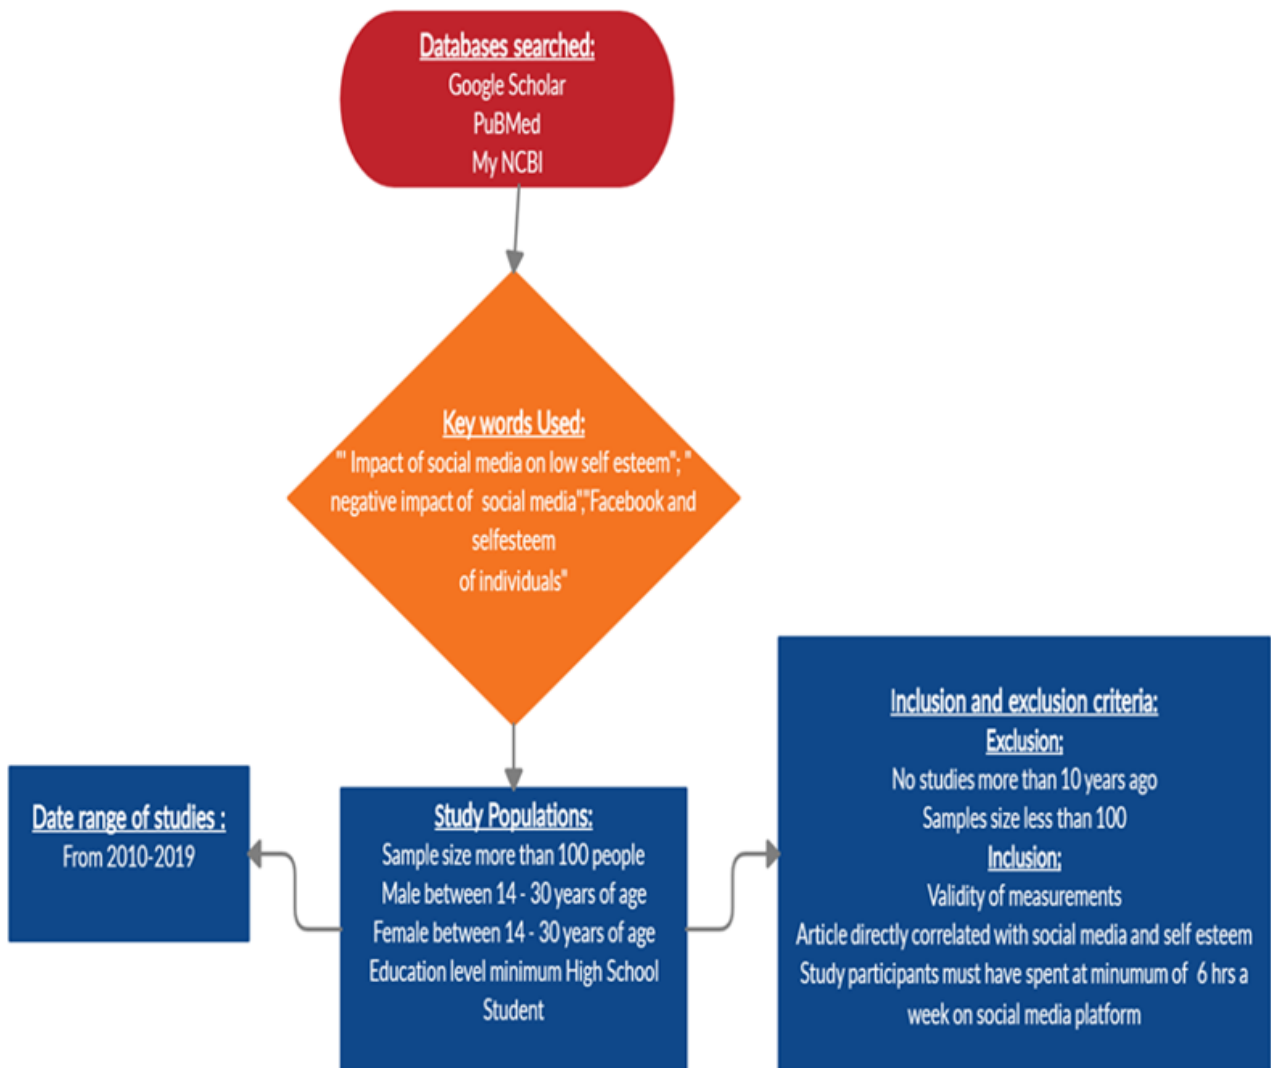 Databases searched:
Google Scholar
PuBMed
My NCBI
Key words Used:
"' Impact of social media on low self esteem"; "
negative impact of social media","Facebook and
selfesteem
of individuals"
Date range of studies :
From 2010-2019
Study Populations:
Sample size more than 100 people
Male between 14 - 30 years of age
Female between 14 - 30 years of age
Education level minimum High School
Student
Inclusion and exclusion criteria:
Exclusion;
No studies more than 10 years ago
Samples size less than 100
Inclusion;
Validity of measurements
Article directly correlated with social media and self esteem
Study participants must have spent at minumum of 6 hrs a
week on social media platform